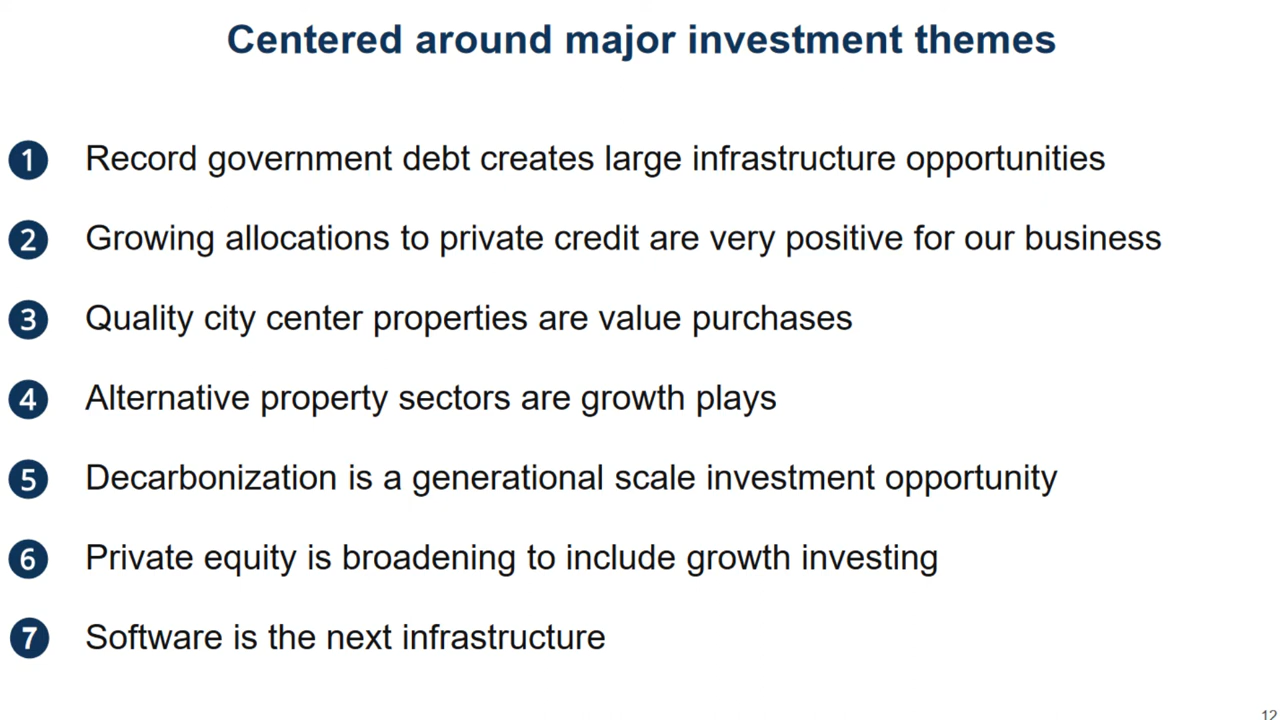 Centered around major investment themes
1 Record government debt creates large infrastructure opportunities
2 Growing allocations to private credit are very positive for our business
3 Quality city center properties are value purchases
4 Alternative property sectors are growth plays
5 Decarbonization is a generational scale investment opportunity
6 Private equity is broadening to include growth investing
7 Software is the next infrastructure
12